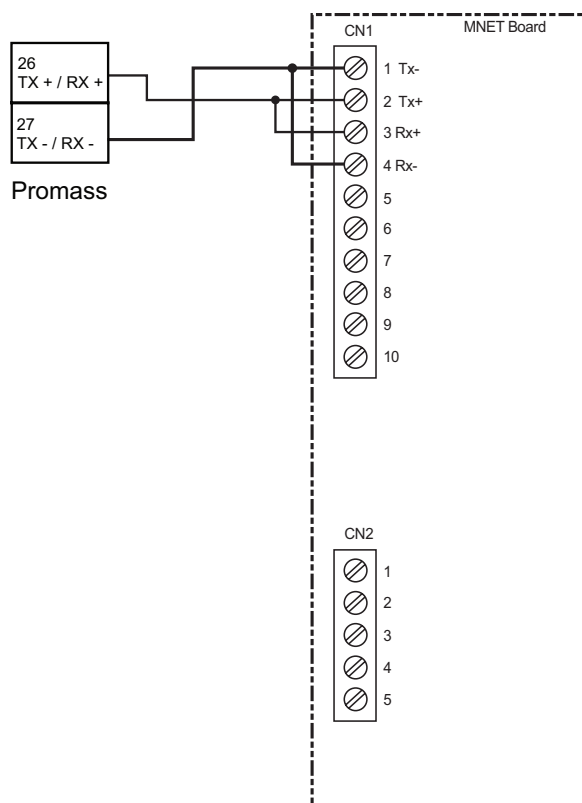 MNET Board
CN1
26
TX + / RX +
27
TX - / RX -
Promass
1 Tx-
2 Tx+
3 Rx+
4 Rx-
5
6
7
8
9
10
CN2
1
2
3
4
5